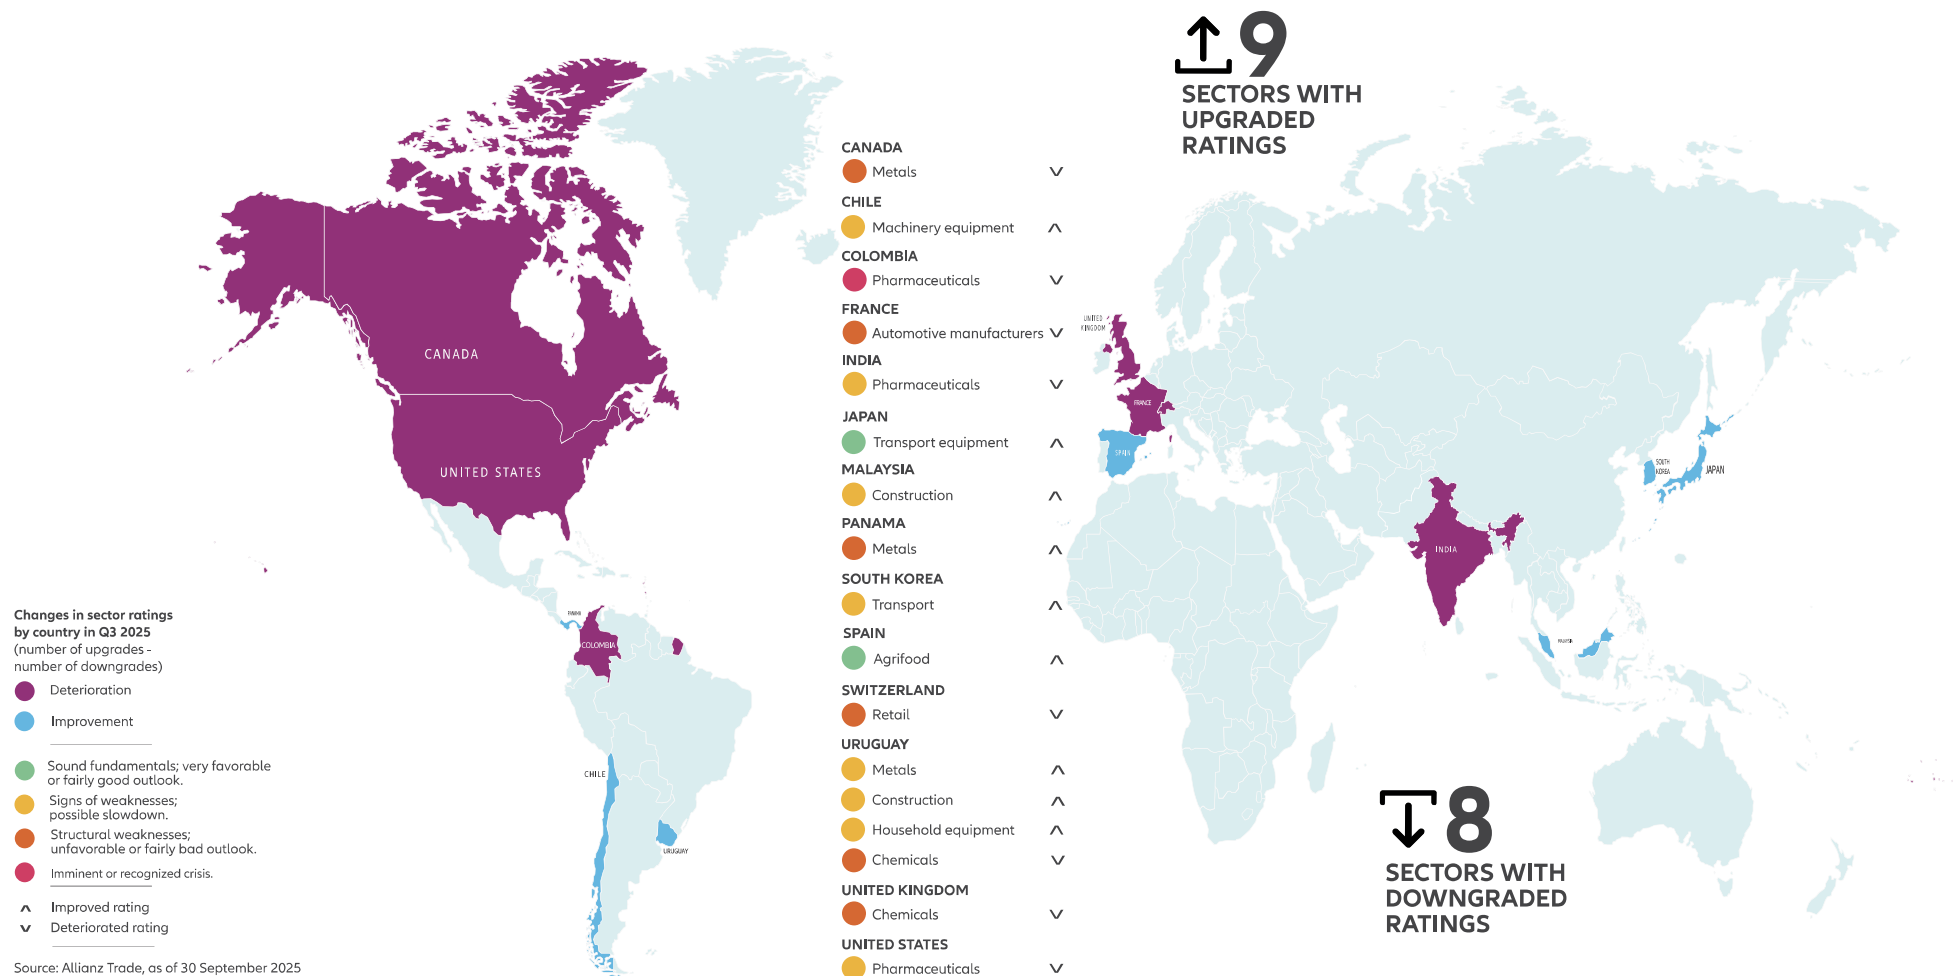 9
SECTORS WITH
UPGRADED
RATINGS
CANADA
Metals
CHILE
Machinery equipment
COLOMBIA
Pharmaceuticals
FRANCE
Automotive manufacturers
INDIA
Pharmaceuticals
JAPAN
Transport equipment
MALAYSIA
Construction
PANAMA
Metals
SOUTH KOREA
Transport
SPAIN
Agrifood
SWITZERLAND
Retail
URUGUAY
Metals
Construction
Household equipment
Chemicals
UNITED KINGDOM
Chemicals
UNITED STATES
Pharmaceuticals
CANADA
UNITED STATES
PANAMA
COLOMBIA
CHILE
URUGUAY
UNITED
KINGDOM
FRANCE
SPAIN
INDIA
MALAYSIA
SOUTH
KOREA
JAPAN
8
SECTORS WITH
DOWNGRADED
RATINGS
Changes in sector ratings
by country in Q3 2025
(number of upgrades -
number of downgrades)
Deterioration
Improvement
Sound fundamentals; very favorable
or fairly good outlook.
Signs of weaknesses;
possible slowdown.
Structural weaknesses;
unfavorable or fairly bad outlook.
Imminent or recognized crisis.
Improved rating
Deteriorated rating
Source: Allianz Trade, as of 30 September 2025